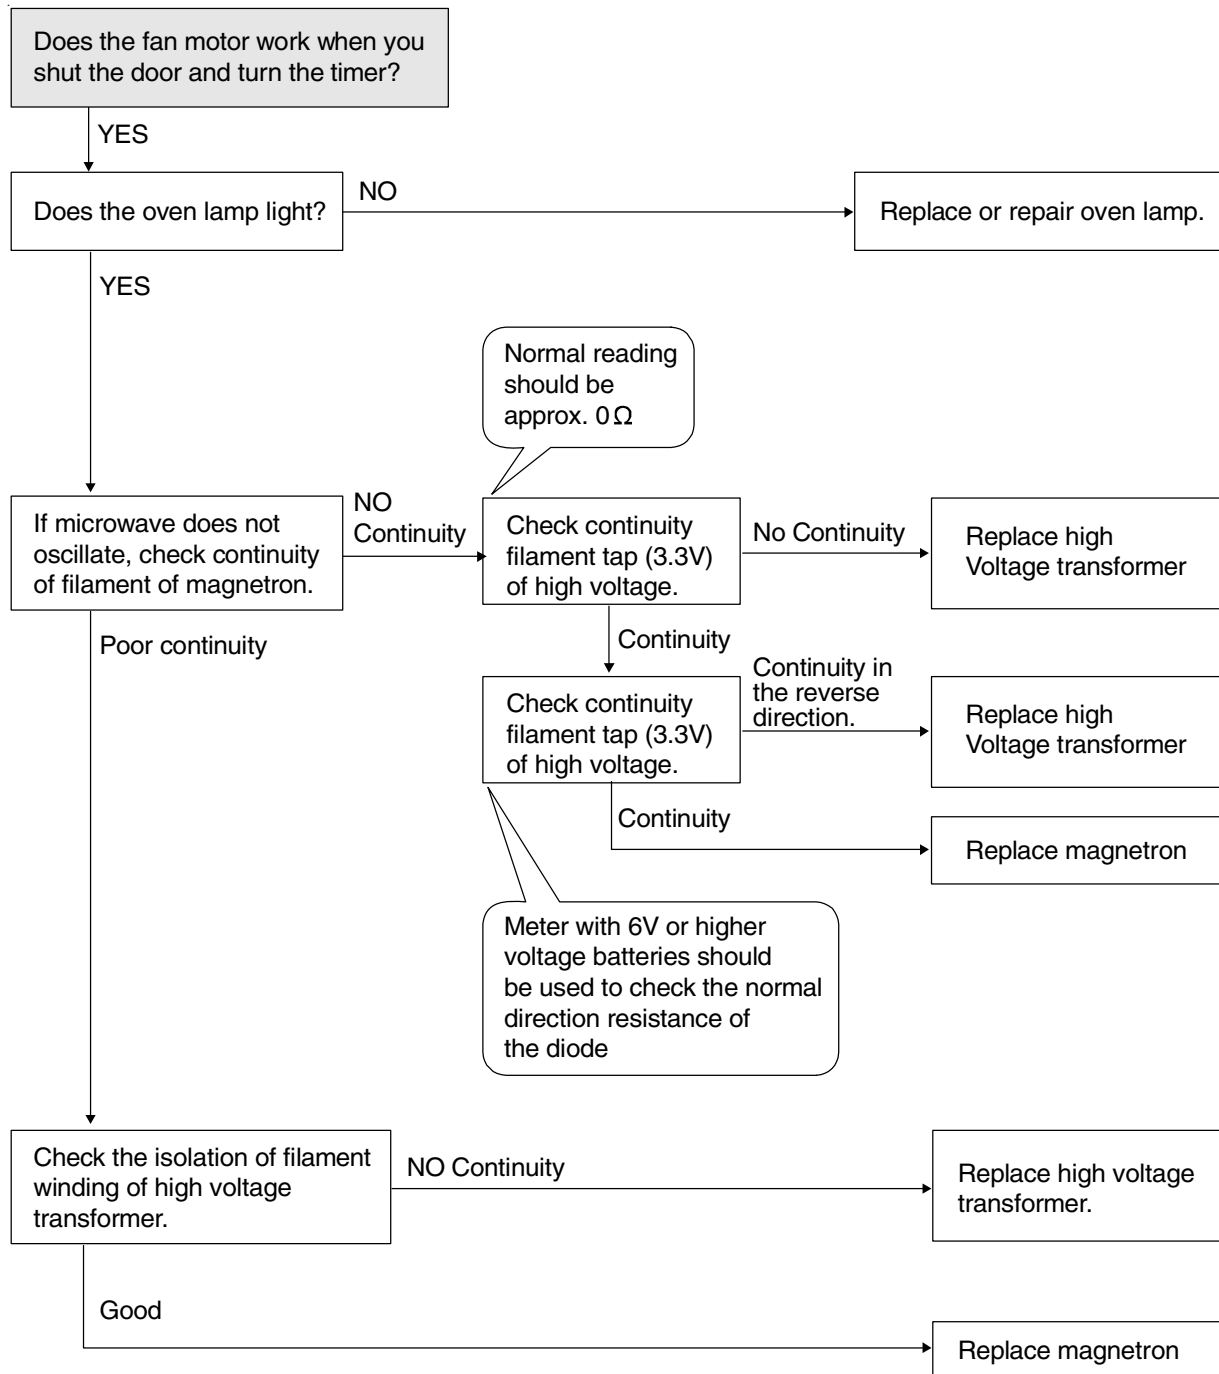 Does the fan motor work when you
shut the door and turn the timer?
YES
Does the oven lamp light?
NO
Replace or repair oven lamp.
YES
Normal reading
should be
approx. 0Ω
If microwave does not
oscillate, check continuity
of filament of magnetron.
NO
Continuity
Check continuity
filament tap (3.3V)
of high voltage.
No Continuity
Replace high
Voltage transformer
Poor continuity
Continuity
Check continuity
filament tap (3.3V)
of high voltage.
Continuity in
the reverse
direction.
Replace high
Voltage transformer
Continuity
Replace magnetron
Meter with 6V or higher
voltage batteries should
be used to check the normal
direction resistance of
the diode
Check the isolation of filament
winding of high voltage
transformer.
NO Continuity
Replace high voltage
transformer.
Good
Replace magnetron